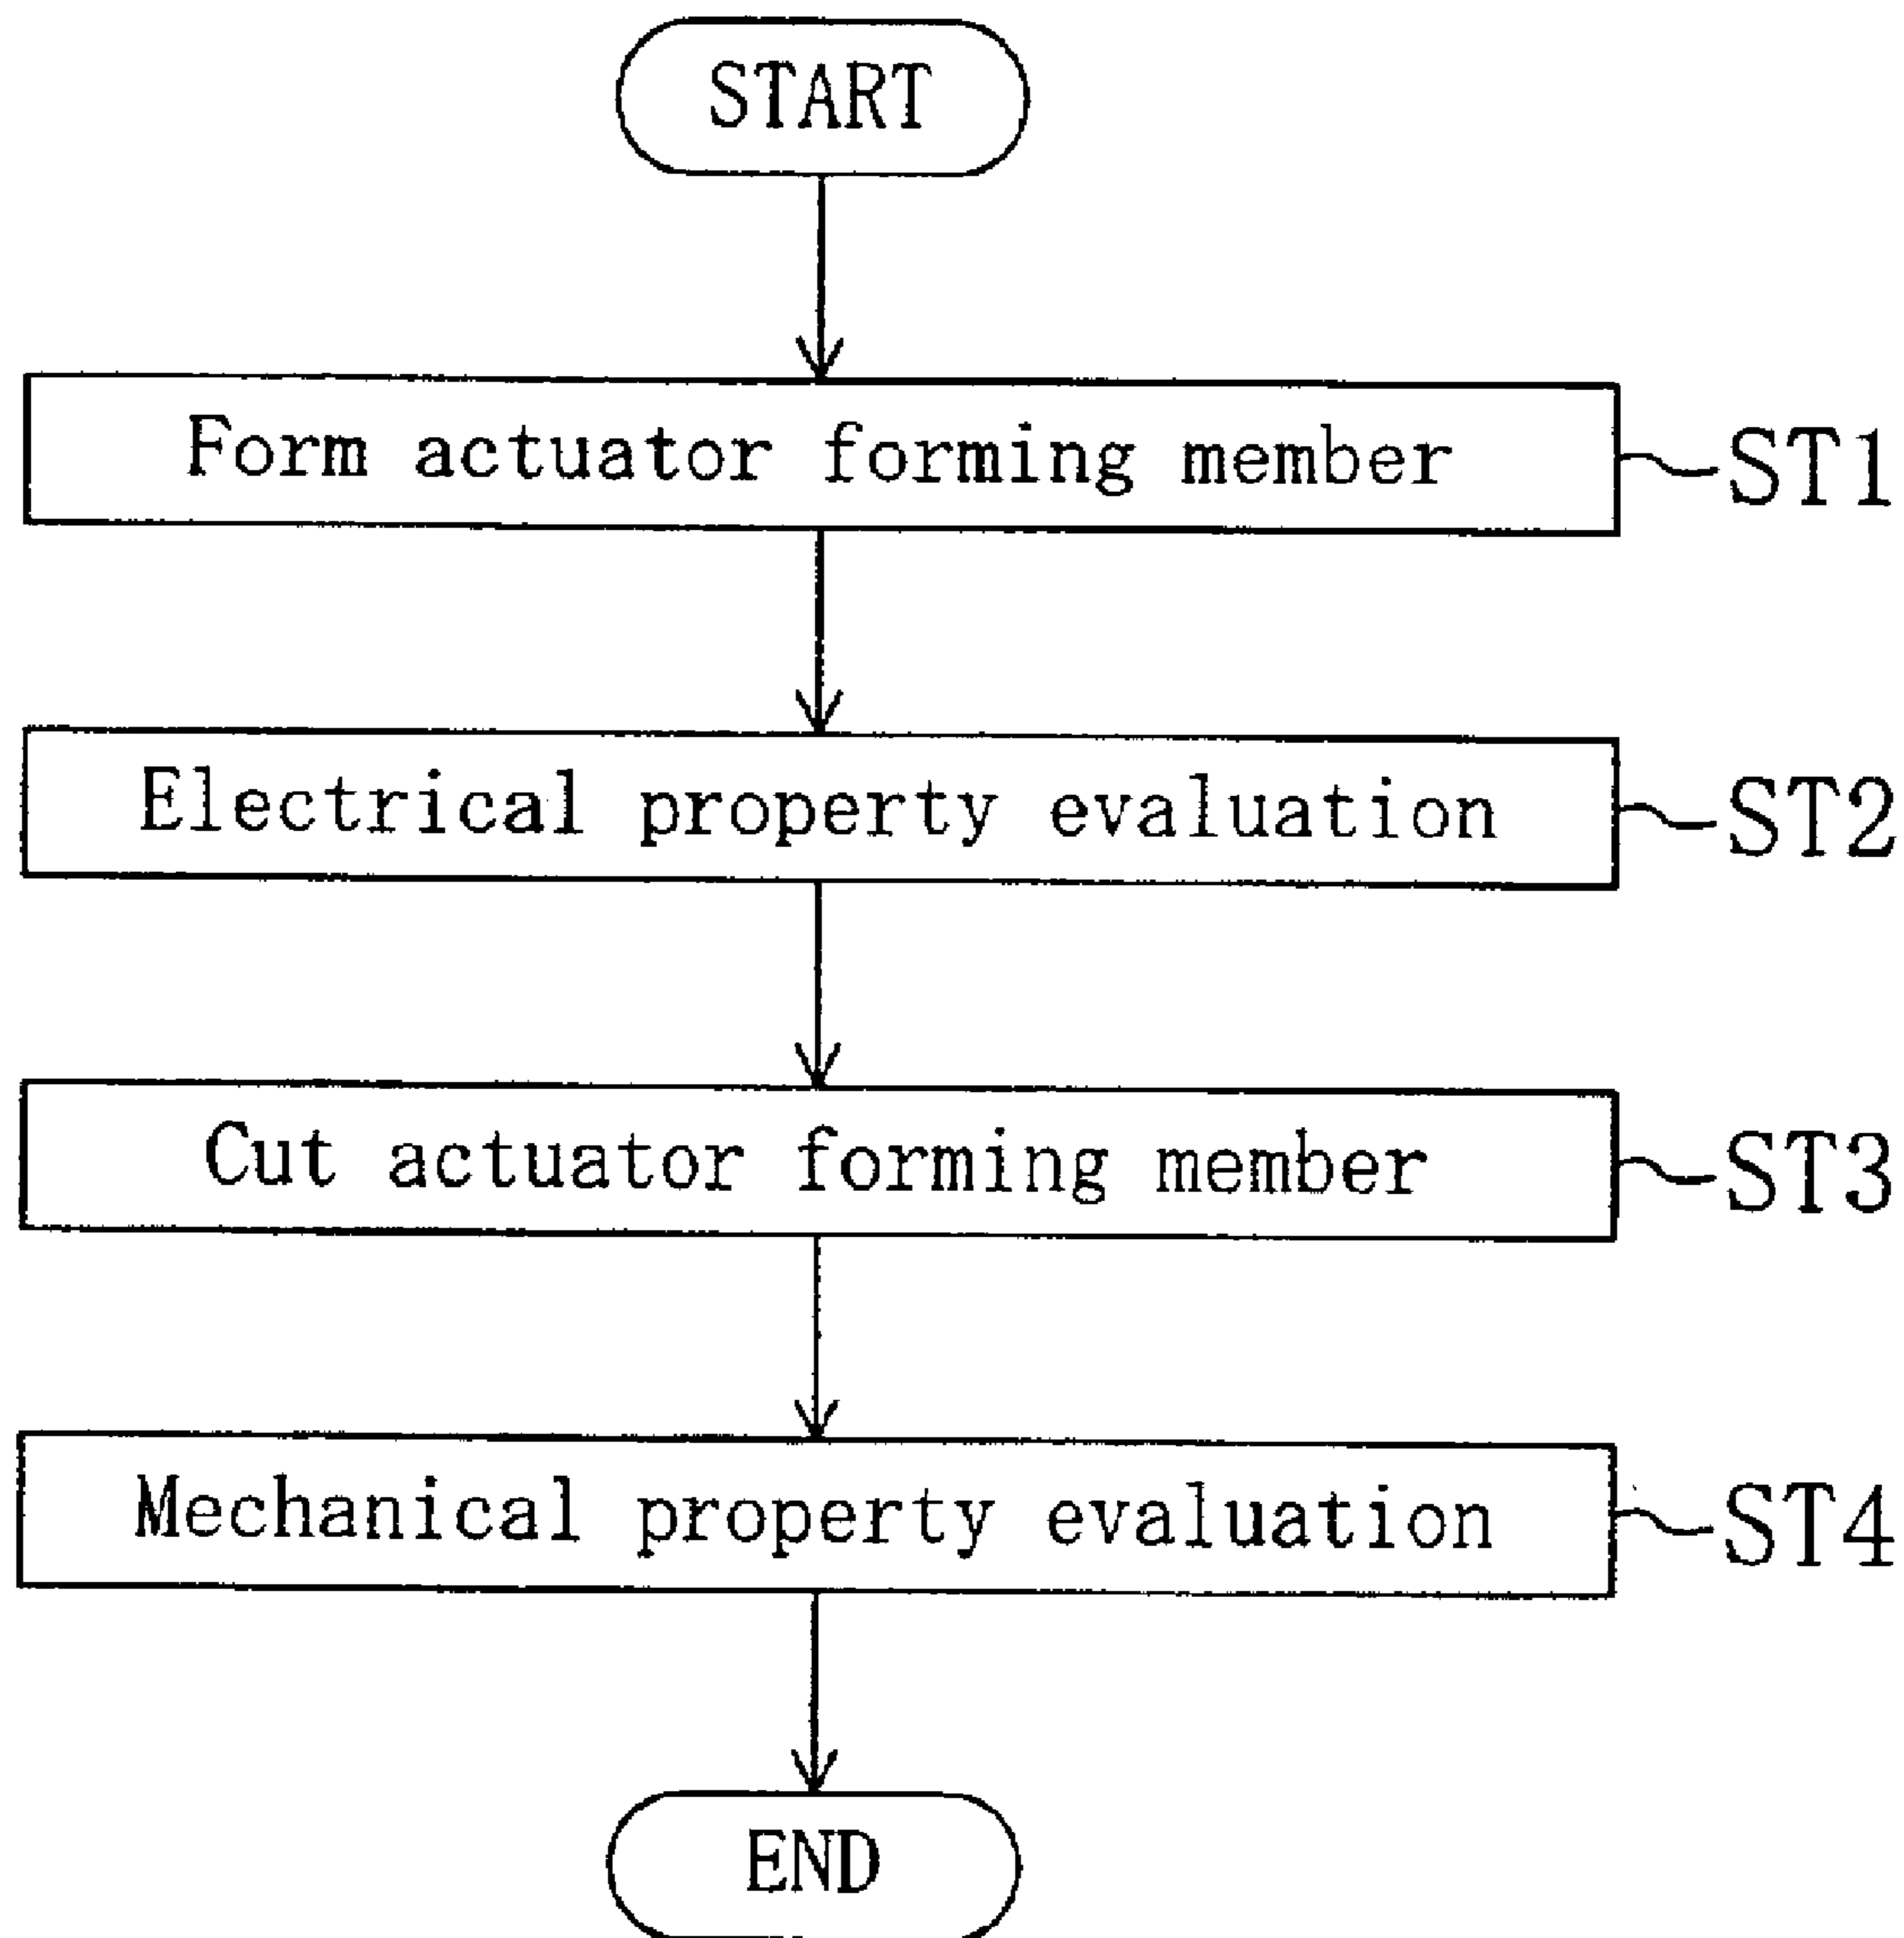 START
Form actuator forming member
ST1
Electrical property evaluation
ST2
Cut actuator forming member
ST3
Mechanical property evaluation
ST4
END